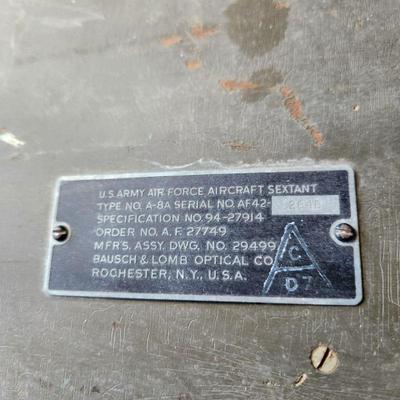 U.S. ARMY AIR FORCE AIRCRAFT SEXTANT
TYPE NO. A-8A SERIAL NO. AF42-
SPECIFICATION NO. 94-27914
ORDER NO. A.F. 27749
MFR'S. ASSY. DWG. NO. 29499
BAUSCH & LOMB OPTICAL CO.
ROCHESTER, N.Y., U.S.A.
C
D 7